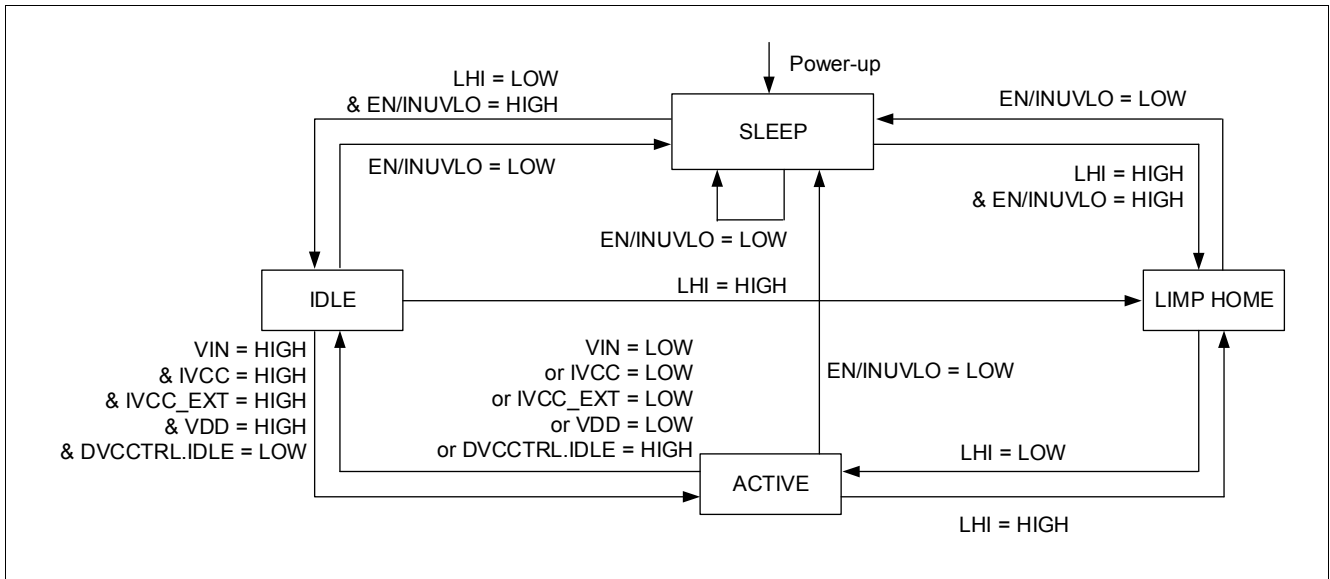 Power-up
LHI = LOW
& EN/INUVLO = HIGH
EN/INUVLO = LOW
SLEEP
EN/INUVLO = LOW
LHI = HIGH
& EN/INUVLO = HIGH
EN/INUVLO = LOW
IDLE
LHI = HIGH
LIMP HOME
VIN = HIGH
& IVCC = HIGH
& IVCC_EXT = HIGH
& VDD = HIGH
& DVCCTRL.IDLE = LOW
VIN = LOW
or IVCC = LOW
or IVCC_EXT = LOW
or VDD = LOW
or DVCCTRL.IDLE = HIGH
EN/INUVLO = LOW
LHI = LOW
ACTIVE
LHI = HIGH